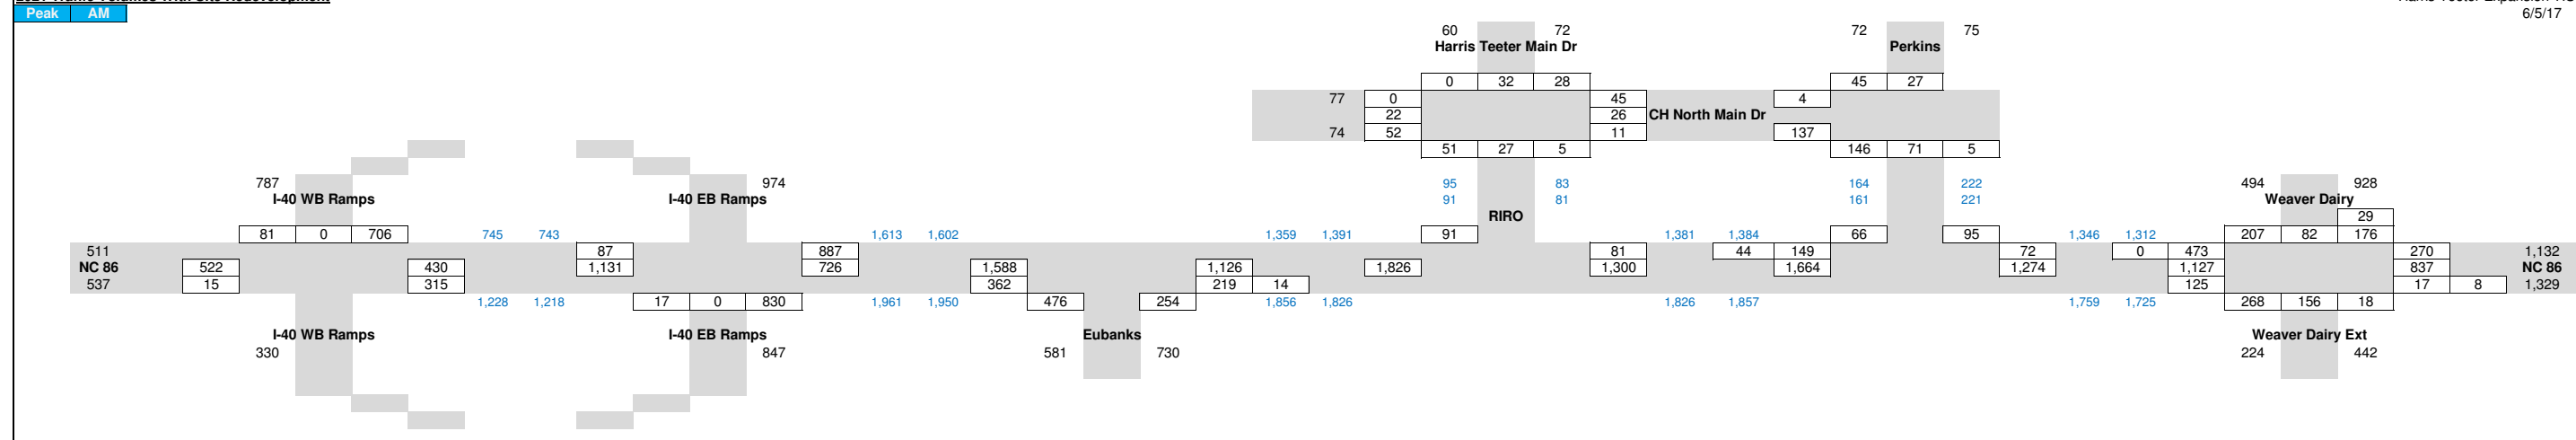 2027 Traffic Volumes With Site Redevelopment
Peak AM
6/5/17
60 72 72 75
Harris Teeter Main Dr Perkins
0 32 28 45 27
77 0 45 4
22 26 CH North Main Dr
74 52 11 137
51 27 5 146 71 5
787 974 95 83 164 222 494 928
I-40 WB Ramps I-40 EB Ramps 91 81 161 221 Weaver Dairy
RIRO 29
81 0 706 745 743 1,613 1,602 1,359 1,391 91 1,381 1,384 66 95 1,346 1,312 207 82 176
511 87 887 81 44 149 72 0 473 270 1,132
NC 86 522 430 1,131 726 1,588 1,126 1,826 1,300 1,664 1,274 1,127 837 NC 86
537 15 315 362 219 14 125 17 8 1,329
1,228 1,218 17 0 830 1,961 1,950 476 254 1,856 1,826 1,826 1,857 1,759 1,725 268 156 18
I-40 WB Ramps I-40 EB Ramps Eubanks Weaver Dairy Ext
330 847 581 730 224 442